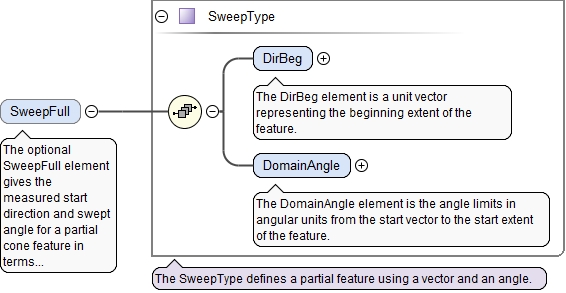 SweepType
DirBeg
The DirBeg element is a unit vector
representing the beginning extent of the
feature.
SweepFull
The optional
SweepFull element
gives the
measured start
direction and swept
angle for a partial
cone feature in
terms...
DomainAngle
The DomainAngle element is the angle limits in
angular units from the start vector to the start extent
of the feature.
The SweepType defines a partial feature using a vector and an angle.